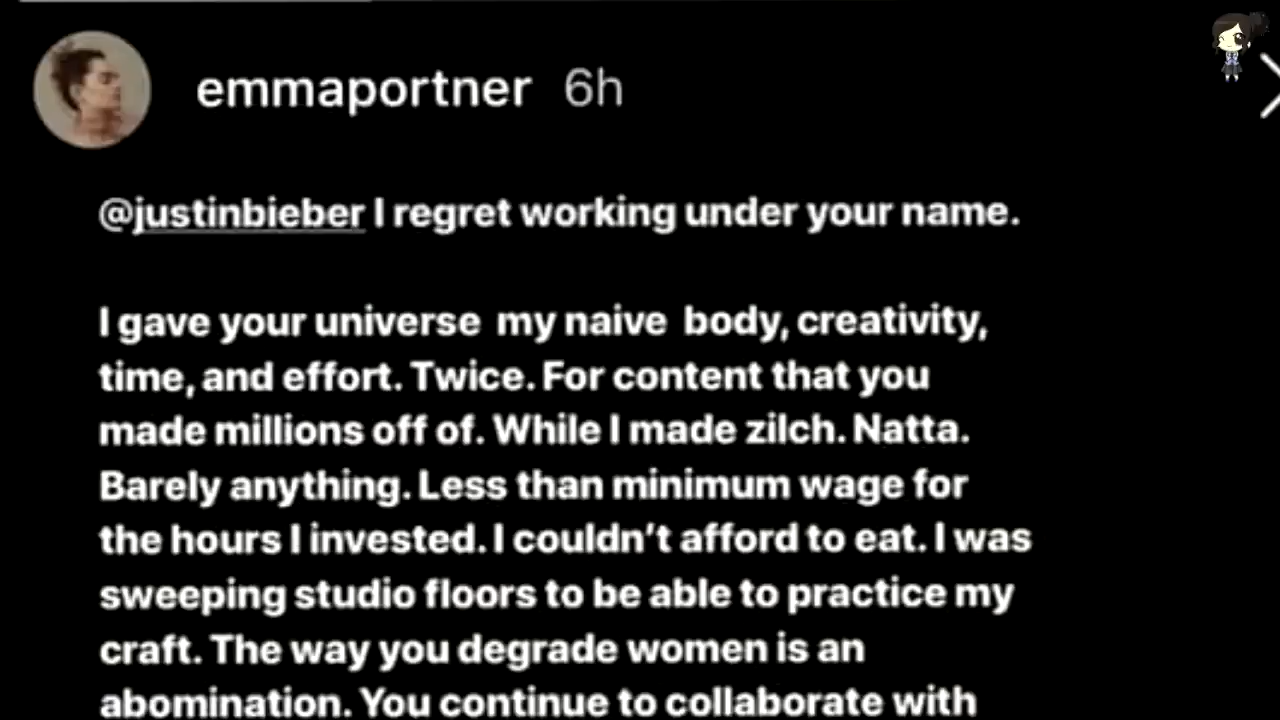 emmaportner 6h
@justinbieber I regret working under your name.
I gave your universe my naive body, creativity,
time, and effort. Twice. For content that you
made millions off of. While I made zilch. Natta.
Barely anything. Less than minimum wage for
the hours I invested. I couldn't afford to eat. I was
sweeping studio floors to be able to practice my
craft. The way you degrade women is an
abomination. You continue to collaborate with